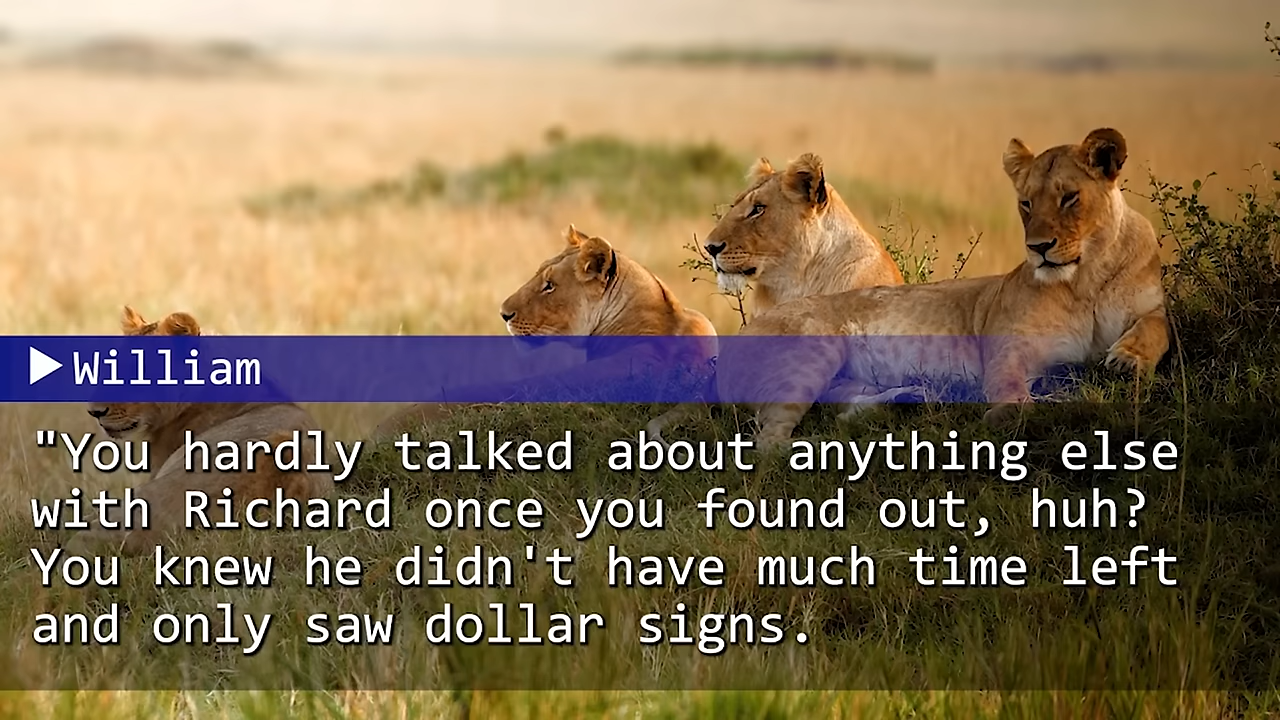 William
"You hardly talked about anything else
with Richard once you found out, huh?
You knew he didn't have much time left
and only saw dollar signs.